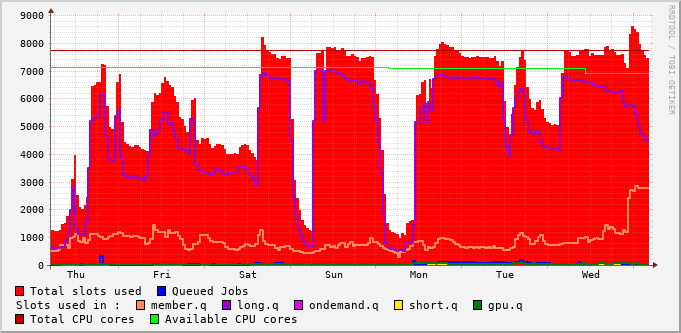 RRDTOOL / TOBI OETIKER
9000
8000
7000
6000
5000
4000
3000
2000
1000
0
Thu Fri Sat Sun Mon Tue Wed
Total slots used Queued Jobs
Slots used in : member.q long.q ondemand.q short.q gpu.q
Total CPU cores Available CPU cores